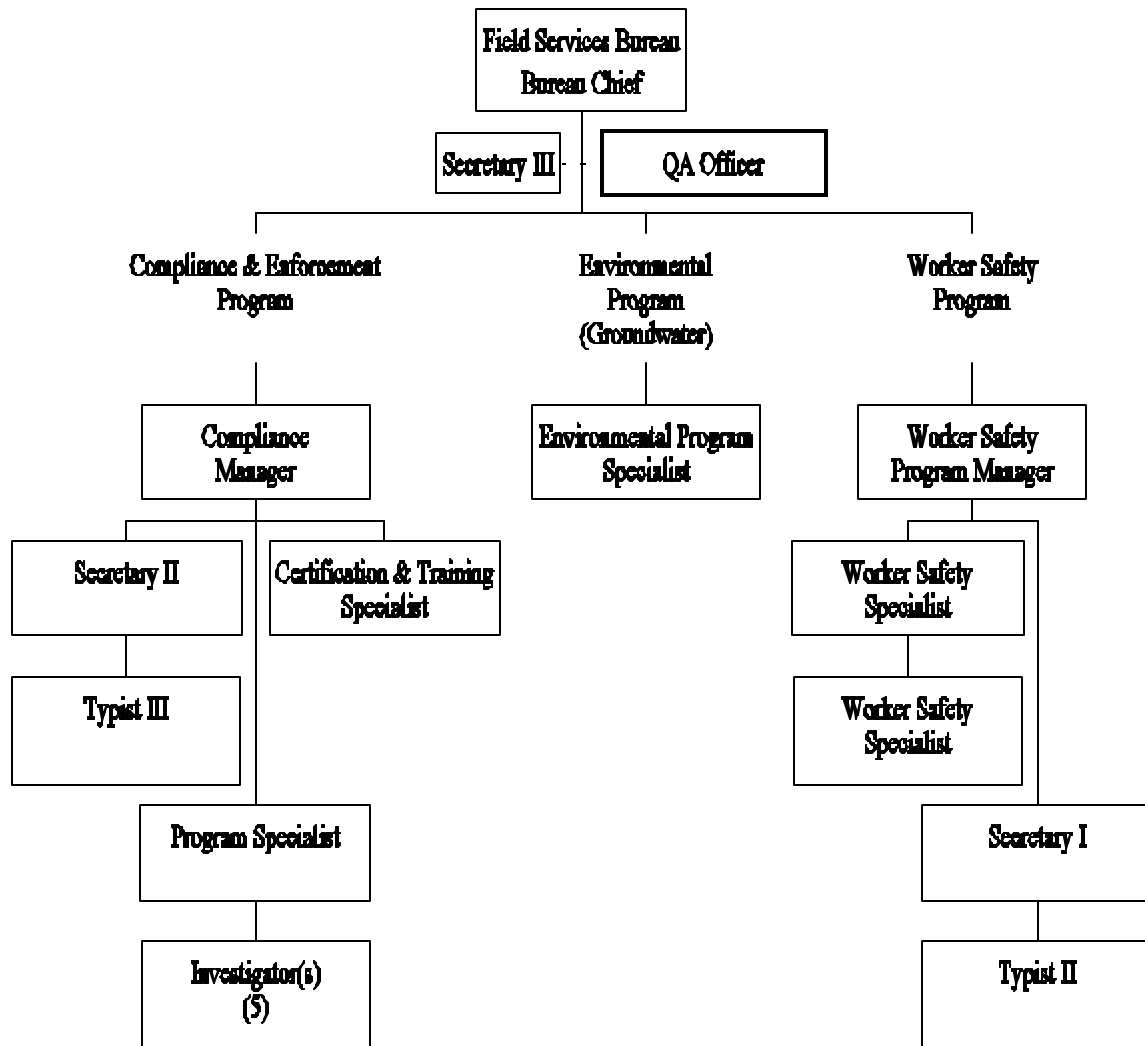 Field Services Bureau
Bureau Chief
Secretary III
QA Officer
Compliance & Enforcement
Program
Environmental
Program
(Groundwater)
Worker Safety
Program
Compliance
Manager
Environmental Program
Specialist
Worker Safety
Program Manager
Secretary II
Certification & Training
Specialist
Worker Safety
Specialist
Typist III
Worker Safety
Specialist
Program Specialist
Secretary I
Investigator(s)
(5)
Typist II